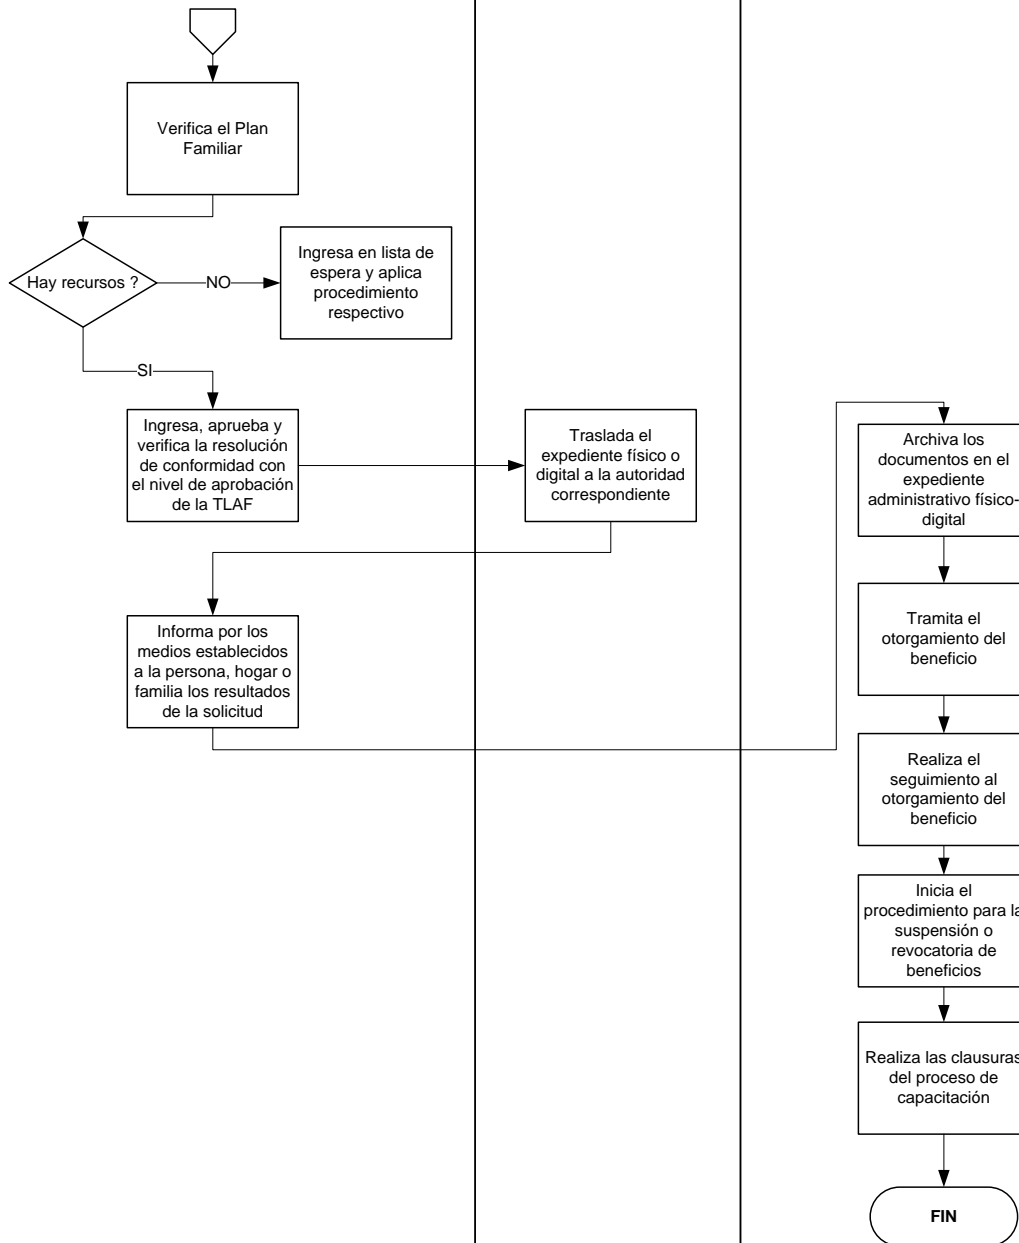 Verifica el Plan
Familiar
Hay recursos ?
NO
Ingresa en lista de
espera y aplica
procedimiento
respectivo
SI
Ingresa, aprueba y
verifica la resolución
de conformidad con
el nivel de aprobación
de la TLAF
Traslada el
expediente físico o
digital a la autoridad
correspondiente
Informa por los
medios establecidos
a la persona, hogar o
familia los resultados
de la solicitud
Archiva los
documentos en el
expediente
administrativo físico-
digital
Tramita el
otorgamiento del
beneficio
Realiza el
seguimiento al
otorgamiento del
beneficio
Inicia el
procedimiento para la
suspensión o
revocatoria de
beneficios
Realiza las clausuras
del proceso de
capacitación
FIN